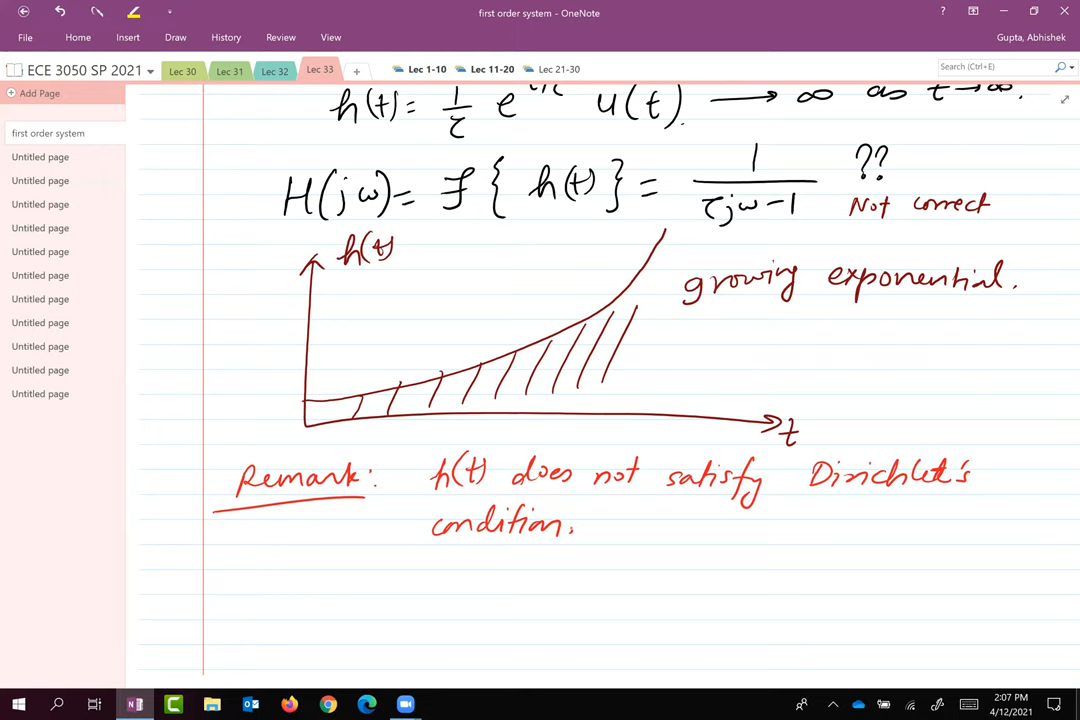 first order system - OneNote
Gupta, Abhishek
File Home Insert Draw History Review View
ECE 3050 SP 2021 Lec 30 Lec 31 Lec 32 Lec 33 + Lec 1-10 Lec 11-20 Lec 21-30
Search (Ctrl+E)
Add Page
first order system
Untitled page
Untitled page
Untitled page
Untitled page
Untitled page
Untitled page
Untitled page
Untitled page
Untitled page
Untitled page
Untitled page
h(t) = 1/τ e^{t/τ} u(t). → ∞ as t → ∞.
H(jω) = F { h(t) } = 1/(τjω-1) ??
Not correct
h(t)
growing exponential.
t
Remark: h(t) does not satisfy Dirichlet's
condition.
2:07 PM
4/12/2021